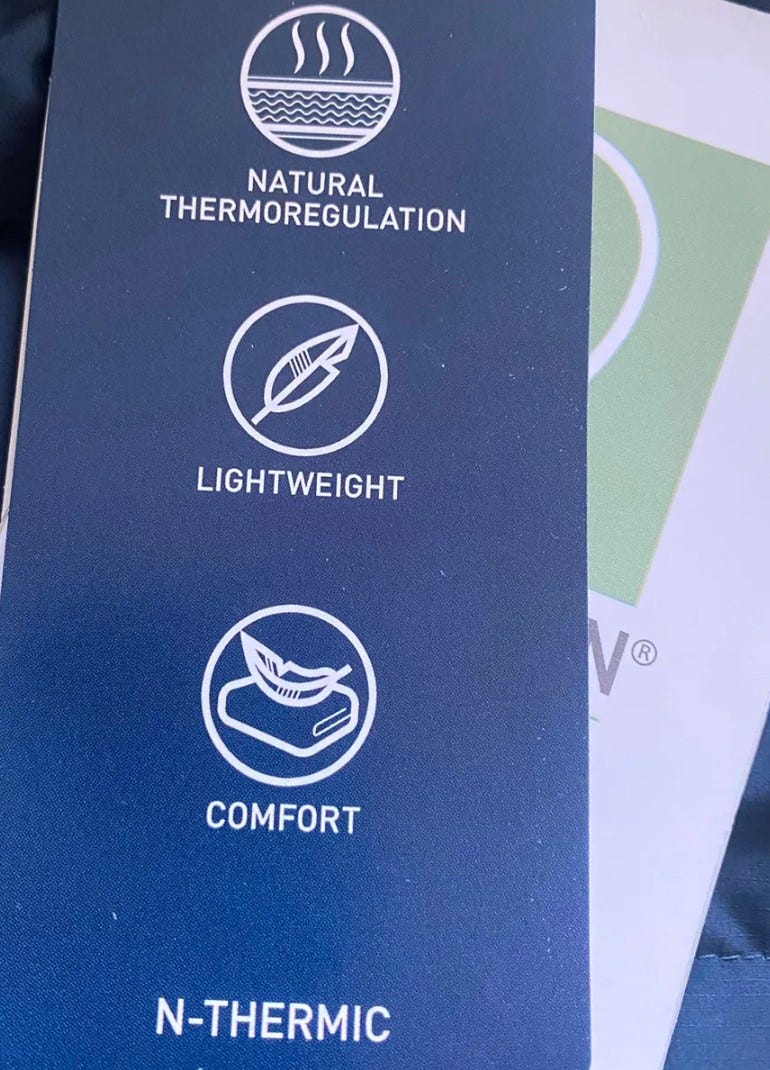 NATURAL
THERMOREGULATION
LIGHTWEIGHT
N®
COMFORT
N-THERMIC